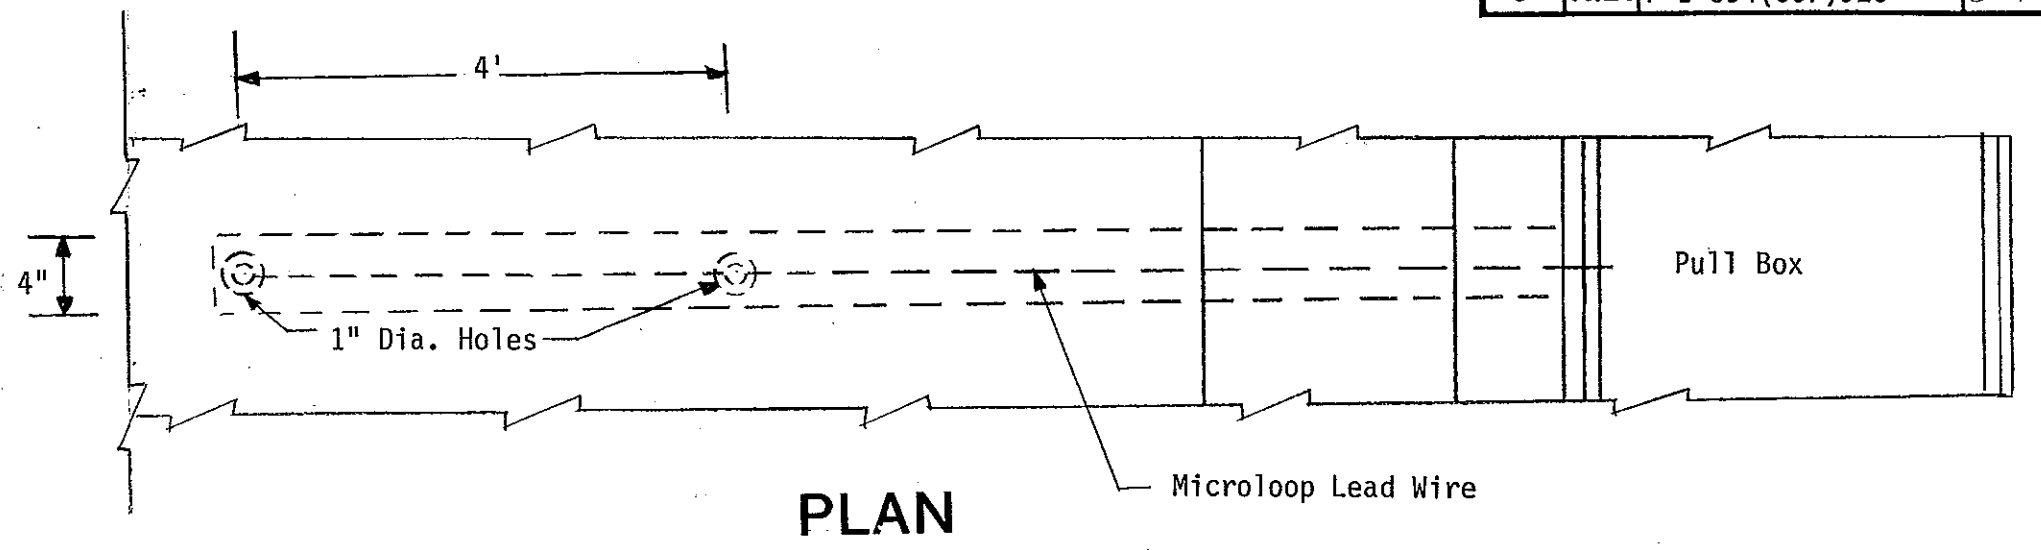 4'
4"
Pull Box
1" Dia. Holes
Microloop Lead Wire
PLAN